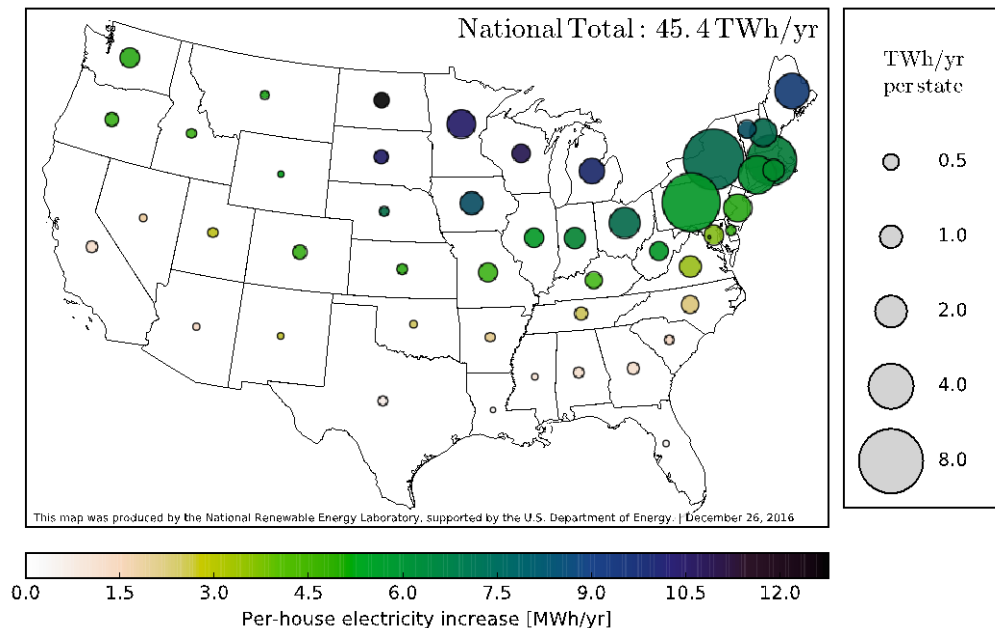 National Total: 45.4 TWh/yr
TWh/yr
per state
0.5
1.0
2.0
4.0
8.0
This map was produced by the National Renewable Energy Laboratory, supported by the U.S. Department of Energy. | December 26, 2016
0.0 1.5 3.0 4.5 6.0 7.5 9.0 10.5 12.0
Per-house electricity increase [MWh/yr]